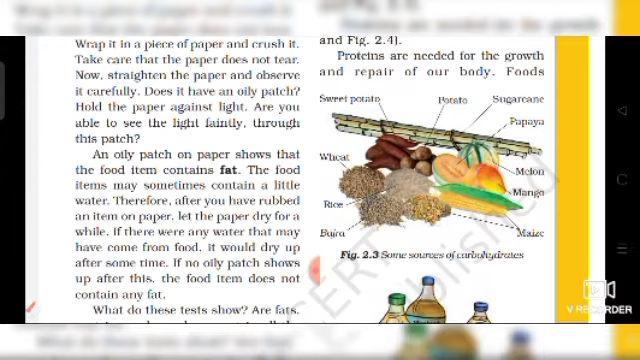 Wrap it in a piece of paper and crush it.
Take care that the paper does not tear.
Now, straighten the paper and observe
it carefully. Does it have an oily patch?
Hold the paper against light. Are you
able to see the light faintly, through
this patch?
An oily patch on paper shows that
the food item contains fat. The food
items may sometimes contain a little
water. Therefore, after you have rubbed
an item on paper, let the paper dry for a
while. If there were any water that may
have come from food, it would dry up
after some time. If no oily patch shows
up after this, the food item does not
contain any fat.
What do these tests show? Are fats,
and Fig. 2.4).
Proteins are needed for the growth
and repair of our body. Foods
Sweet potato
Potato
Sugarcane
Papaya
Wheat
Melon
Mango
Rice
Bajra
Maize
Fig. 2.3 Some sources of carbohydrates
V RECORDER